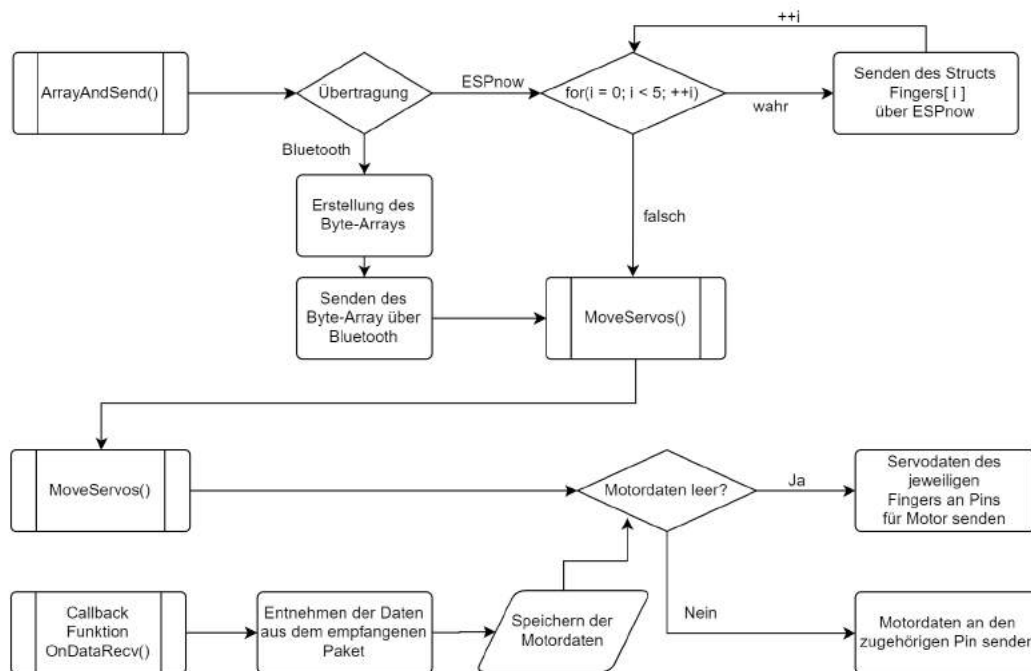 ++i
ArrayAndSend()
Übertragung
ESPnow
for(i = 0; i < 5; ++i)
wahr
Senden des Structs
Fingers[ i ]
über ESPnow
Bluetooth
Erstellung des
Byte-Arrays
falsch
Senden des
Byte-Array über
Bluetooth
MoveServos()
MoveServos()
Motordaten leer?
Ja
Servodaten des
jeweiligen
Fingers an Pins
für Motor senden
Callback
Funktion
OnDataRecv()
Entnehmen der Daten
aus dem empfangenen
Paket
Speichern der
Motordaten
Nein
Motordaten an den
zugehörigen Pin senden